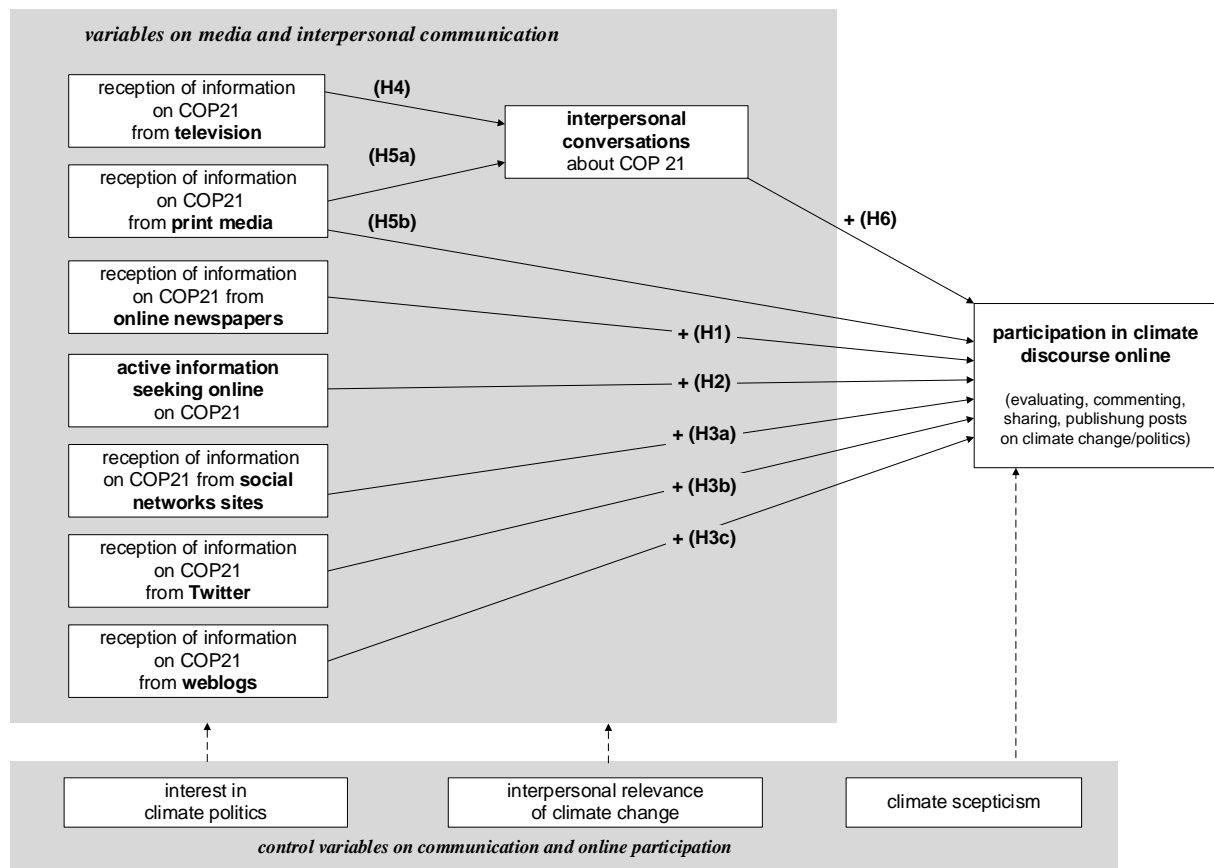 variables on media and interpersonal communication
reception of information
on COP21
from television
(H4)
interpersonal
conversations
about COP 21
(H5a)
reception of information
on COP21
from print media
(H5b)
+ (H6)
reception of information
on COP21 from
online newspapers
+ (H1)
participation in climate
discourse online
(evaluating, commenting,
sharing, publishung posts
on climate change/politics)
active information
seeking online
on COP21
+ (H2)
reception of information
on COP21 from social
networks sites
+ (H3a)
+ (H3b)
reception of information
on COP21
from Twitter
+ (H3c)
reception of information
on COP21
from weblogs
interest in
climate politics
interpersonal relevance
of climate change
climate scepticism
control variables on communication and online participation